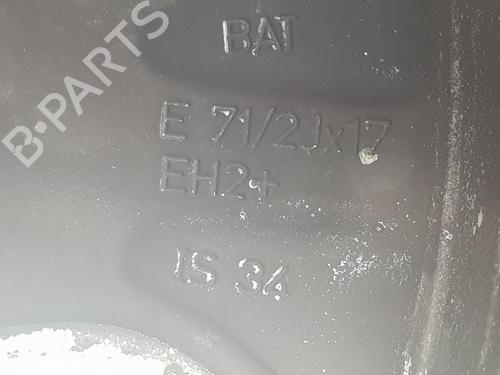 B-PARTS
BAT
E 71/2Jx17
EH2+
IS 34